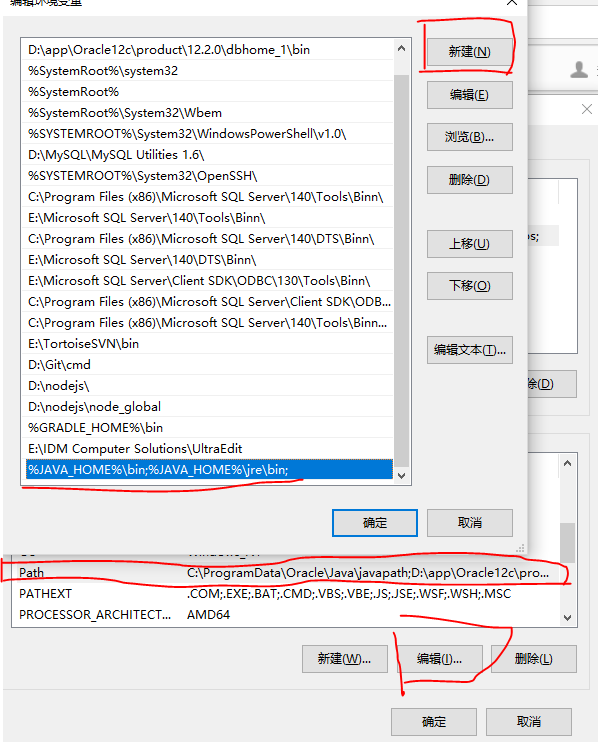 编辑环境变量
D:\app\Oracle12c\product\12.2.0\dbhome_1\bin
%SystemRoot%\system32
%SystemRoot%
%SystemRoot%\System32\Wbem
%SYSTEMROOT%\System32\WindowsPowerShell\v1.0\
D:\MySQL\MySQL Utilities 1.6\
%SYSTEMROOT%\System32\OpenSSH\
C:\Program Files (x86)\Microsoft SQL Server\140\Tools\Binn\
E:\Microsoft SQL Server\140\Tools\Binn\
C:\Program Files (x86)\Microsoft SQL Server\140\DTS\Binn\
E:\Microsoft SQL Server\140\DTS\Binn\
E:\Microsoft SQL Server\Client SDK\ODBC\130\Tools\Binn\
C:\Program Files (x86)\Microsoft SQL Server\Client SDK\ODB...
C:\Program Files (x86)\Microsoft SQL Server\140\Tools\Binn...
E:\TortoiseSVN\bin
D:\Git\cmd
D:\nodejs\
D:\nodejs\node_global
%GRADLE_HOME%\bin
E:\IDM Computer Solutions\UltraEdit
%JAVA_HOME%\bin;%JAVA_HOME%\jre\bin;
新建(N)
编辑(E)
浏览(B)...
删除(D)
上移(U)
下移(O)
编辑文本(T)...
确定
取消
除(D)
Path C:\ProgramData\Oracle\Java\javapath;D:\app\Oracle12c\pro...
PATHEXT .COM;.EXE;.BAT;.CMD;.VBS;.VBE;.JS;.JSE;.WSF;.WSH;.MSC
PROCESSOR_ARCHITECT... AMD64
新建(W)...
编辑(I)...
删除(L)
确定
取消